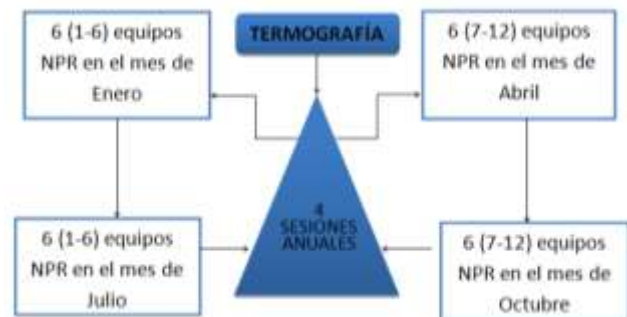 6 (1-6) equipos
NPR en el mes de
Enero
TERMOGRAFÍA
6 (7-12) equipos
NPR en el mes de
Abril
4
SESIONES
ANUALES
6 (1-6) equipos
NPR en el mes de
Julio
6 (7-12) equipos
NPR en el mes de
Octubre